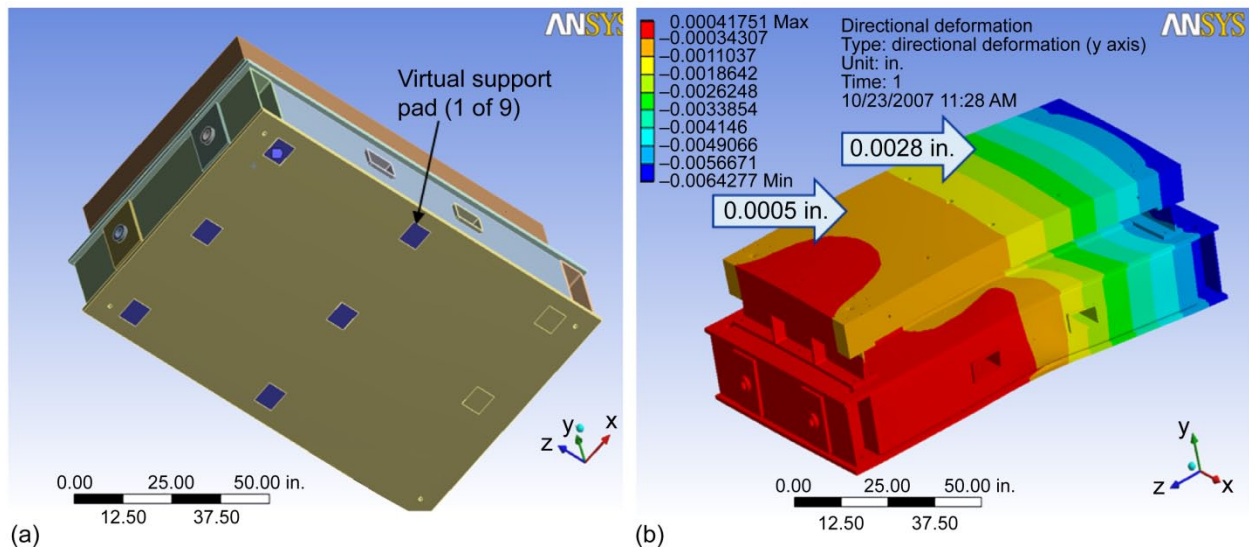 ANSYS
Virtual support
pad (1 of 9)
y
x
z
0.00 25.00 50.00 in.
12.50 37.50
(a)
ANSYS
0.00041751 Max
−0.00034307
−0.0011037
−0.0018642
−0.0026248
−0.0033854
−0.004146
−0.0049066
−0.0056671
−0.0064277 Min
Directional deformation
Type: directional deformation (y axis)
Unit: in.
Time: 1
10/23/2007 11:28 AM
0.0028 in.
0.0005 in.
y
z
x
0.00 25.00 50.00 in.
12.50 37.50
(b)